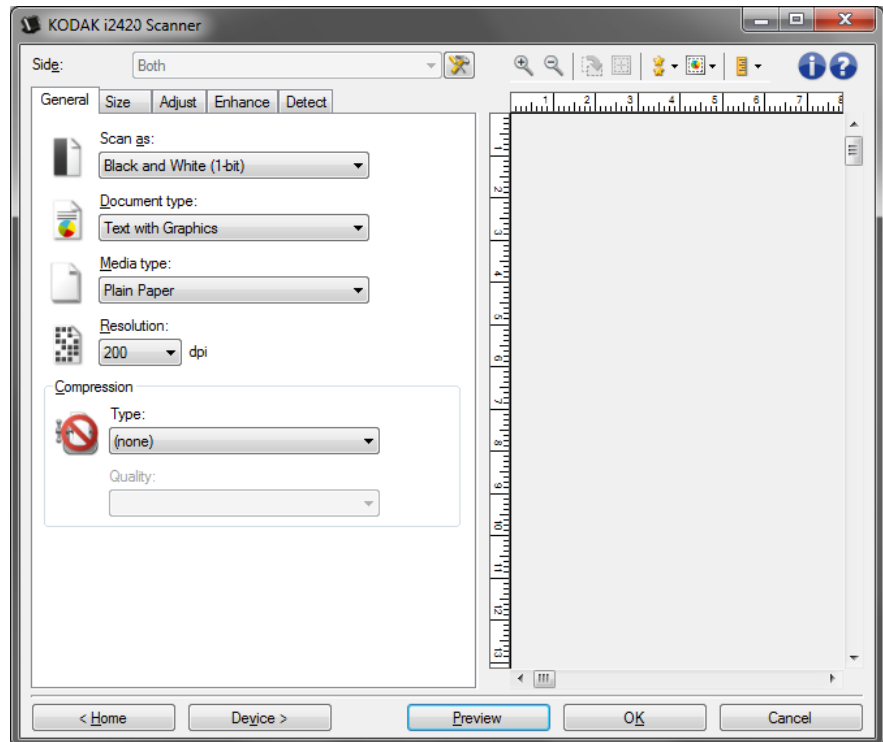 KODAK i2420 Scanner
Side:
Both
General Size Adjust Enhance Detect
Scan as:
Black and White (1-bit)
Document type:
Text with Graphics
Media type:
Plain Paper
Resolution:
200 dpi
Compression
Type:
(none)
Quality:
1 2 3 4 5 6 7 8
1
2
3
4
5
6
7
8
9
10
11
12
13
< Home
Device >
Preview
OK
Cancel